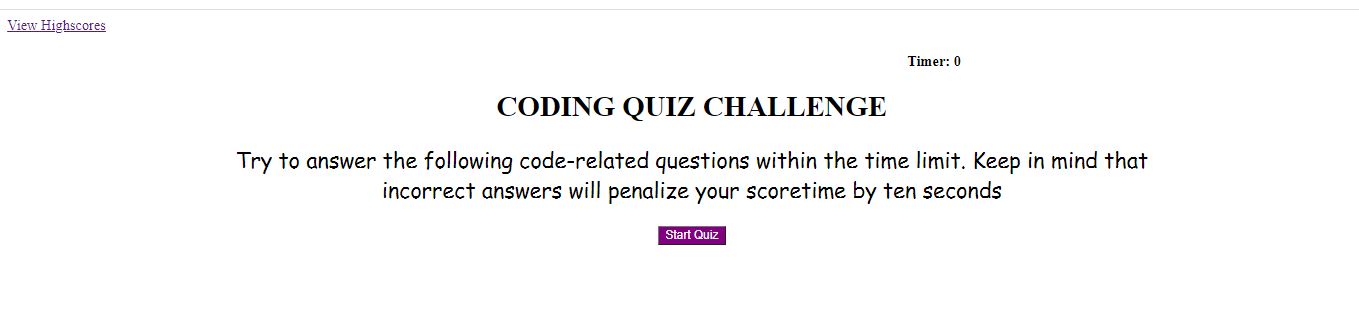 View Highscores
Timer: 0
CODING QUIZ CHALLENGE
Try to answer the following code-related questions within the time limit. Keep in mind that
incorrect answers will penalize your scoretime by ten seconds
Start Quiz